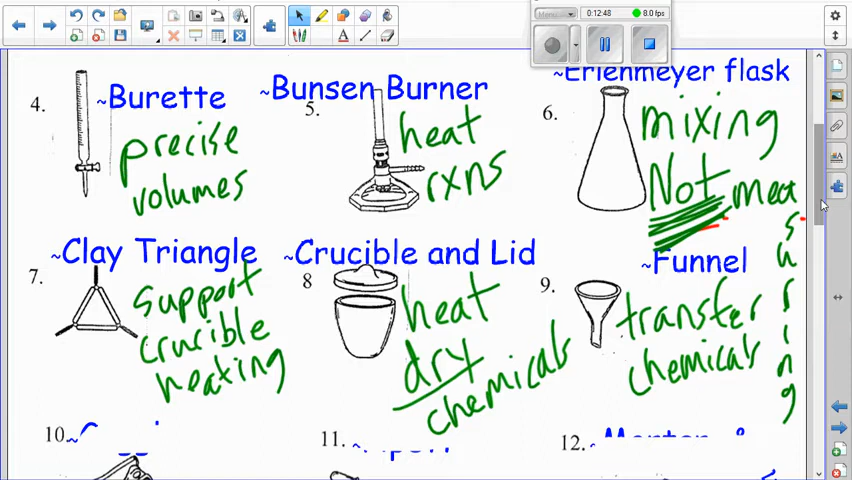 Menu
0:12:48
8.0 fps
4.
~Burette
precise
volumes
5.
~Bunsen Burner
heat
rxns
6.
~Erlenmeyer flask
mixing
Not measuring
7.
~Clay Triangle
support
crucible
heating
8
~Crucible and Lid
heat
dry
chemicals
9.
~Funnel
transfer
chemicals
10.
11.
12.